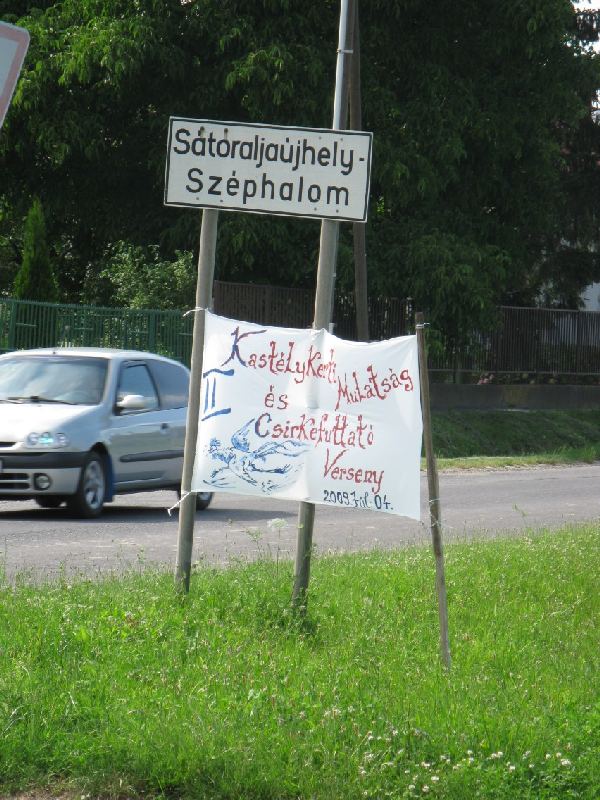 Sátoraljaújhely-
Széphalom
II
KastélyKerti Mulatság
és
Csirkefuttató
Verseny
2009. Júl. 04.